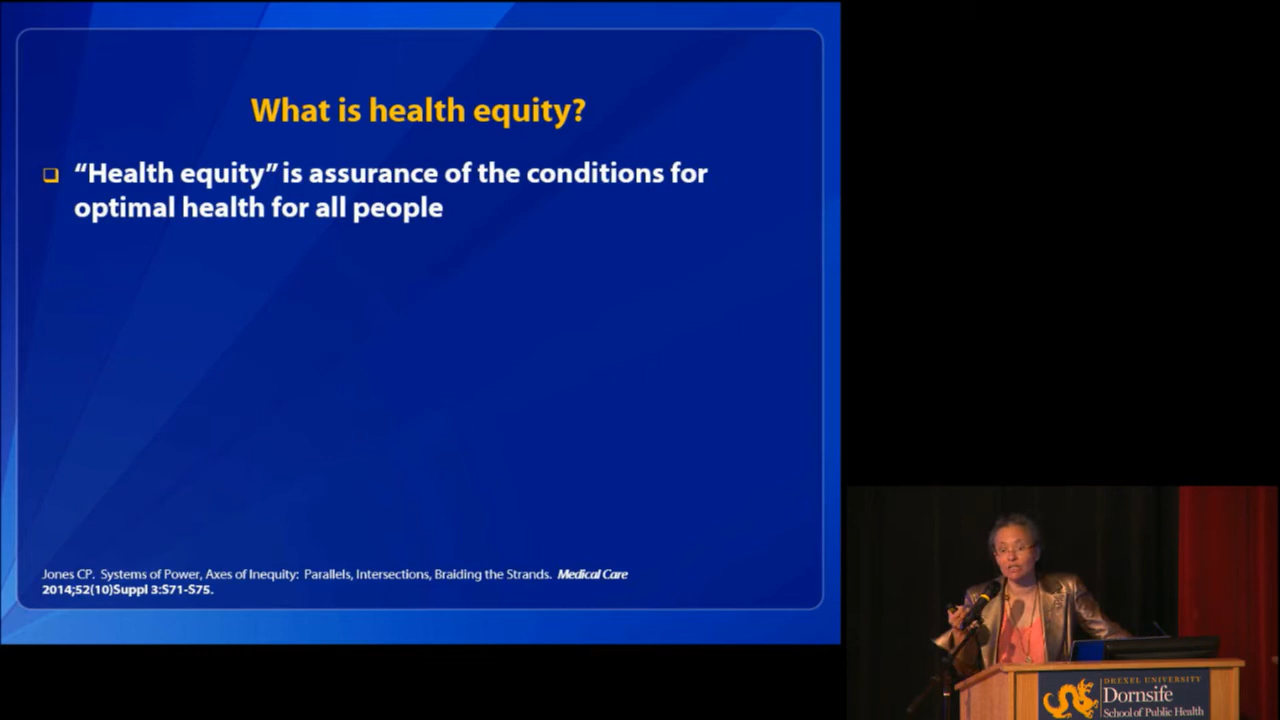 What is health equity?
“Health equity” is assurance of the conditions for
optimal health for all people
Jones CP. Systems of Power, Axes of Inequity: Parallels, Intersections, Braiding the Strands. Medical Care
2014;52(10)Suppl 3:S71-S75.
DREXEL UNIVERSITY
Dornsife
School of Public Health